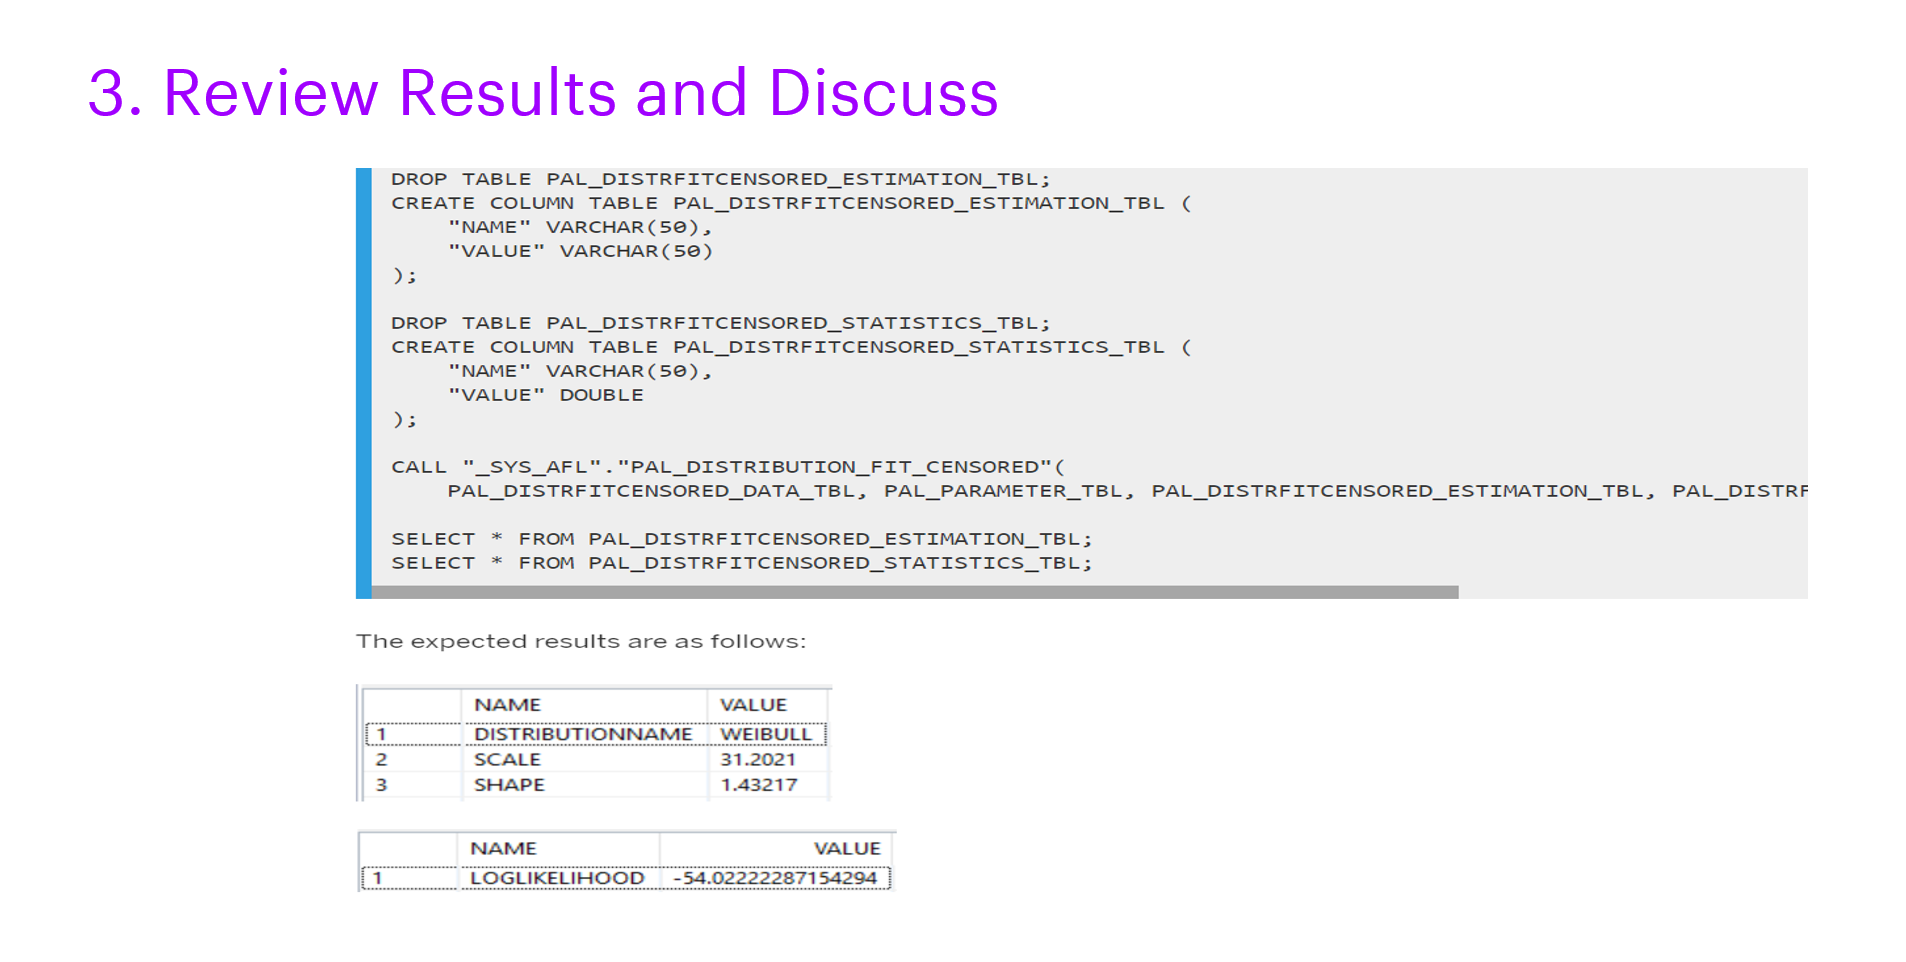 3. Review Results and Discuss
DROP TABLE PAL_DISTRFITCENSORED_ESTIMATION_TBL;
CREATE COLUMN TABLE PAL_DISTRFITCENSORED_ESTIMATION_TBL (
"NAME" VARCHAR(50),
"VALUE" VARCHAR(50)
);
DROP TABLE PAL_DISTRFITCENSORED_STATISTICS_TBL;
CREATE COLUMN TABLE PAL_DISTRFITCENSORED_STATISTICS_TBL (
"NAME" VARCHAR(50),
"VALUE" DOUBLE
);
CALL "_SYS_AFL"."PAL_DISTRIBUTION_FIT_CENSORED"(
PAL_DISTRFITCENSORED_DATA_TBL, PAL_PARAMETER_TBL, PAL_DISTRFITCENSORED_ESTIMATION_TBL, PAL_DISTRF
SELECT * FROM PAL_DISTRFITCENSORED_ESTIMATION_TBL;
SELECT * FROM PAL_DISTRFITCENSORED_STATISTICS_TBL;
The expected results are as follows:
NAME VALUE
1 DISTRIBUTIONNAME WEIBULL
2 SCALE 31.2021
3 SHAPE 1.43217
NAME VALUE
1 LOGLIKELIHOOD -54.02222287154294